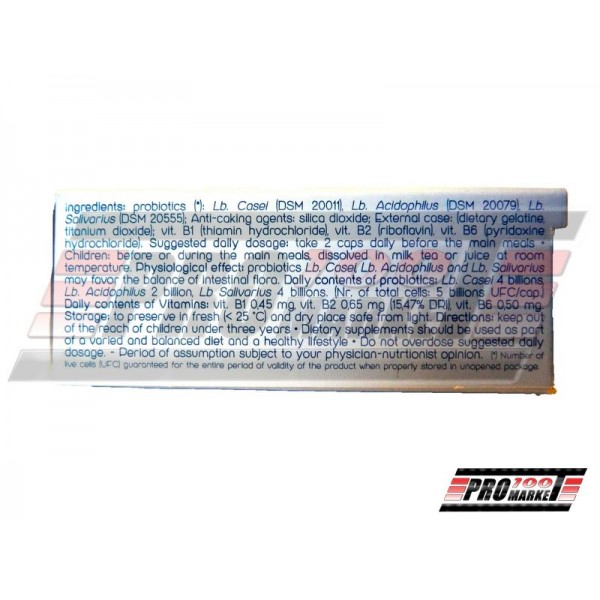 Ingredients: probiotics (*): Lb. Casei (DSM 20011), Lb. Acidophilus (DSM 20079), Lb.
Salivarius (DSM 20555); Anti-caking agents: silica dioxide; External case: (dietary gelatine,
titanium dioxide); vit. B1 (thiamin hydrochloride), vit. B2 (riboflavin), vit. B6 (pyridoxine
hydrochloride). Suggested daily dosage: take 2 caps daily before the main meals •
Children: before or during the main meals, dissolved in milk, tea or juice at room
temperature. Physiological effect: probiotics Lb. Casei, Lb. Acidophilus and Lb. Salivarius
may favor the balance of intestinal flora. Daily contents of probiotics: Lb. Casei 4 billions,
Lb. Acidophilus 2 billion, Lb Salivarius 4 billions. (Nr. of total cells: 5 billions UFC/cap)
Daily contents of Vitamins: vit. B1 0,45 mg, vit. B2 0,65 mg (15,47% DRI), vit. B6 0,50 mg.
Storage: to preserve in fresh (< 25 °C) and dry place safe from light. Directions: keep out
of the reach of children under three years • Dietary supplements should be used as part
of a varied and balanced diet and a healthy lifestyle • Do not overdose suggested daily
dosage. • Period of assumption subject to your physician-nutritionist opinion. (*) Number of
live cells (UFC) guaranteed for the entire period of validity of the product when properly stored in unopened package.
PRO100
MARKET